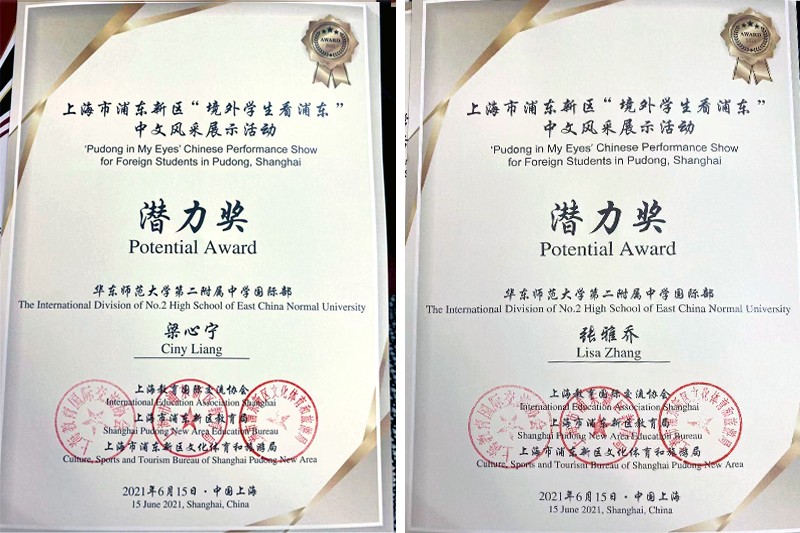 AWARD
上海市浦东新区“境外学生看浦东”
中文风采展示活动
'Pudong in My Eyes' Chinese Performance Show
for Foreign Students in Pudong, Shanghai
潜力奖
Potential Award
华东师范大学第二附属中学国际部
The International Division of No.2 High School of East China Normal University
梁心宁
Ciny Liang
上海教育国际交流协会
International Education Association Shanghai
上海市浦东新区教育局
Shanghai Pudong New Area Education Bureau
上海市浦东新区文化体育和旅游局
Culture, Sports and Tourism Bureau of Shanghai Pudong New Area
2021年6月15日·中国上海
15 June 2021, Shanghai, China
AWARD
上海市浦东新区“境外学生看浦东”
中文风采展示活动
'Pudong in My Eyes' Chinese Performance Show
for Foreign Students in Pudong, Shanghai
潜力奖
Potential Award
华东师范大学第二附属中学国际部
The International Division of No.2 High School of East China Normal University
张雅乔
Lisa Zhang
上海教育国际交流协会
International Education Association Shanghai
上海市浦东新区教育局
Shanghai Pudong New Area Education Bureau
上海市浦东新区文化体育和旅游局
Culture, Sports and Tourism Bureau of Shanghai Pudong New Area
2021年6月15日·中国上海
15 June 2021, Shanghai, China